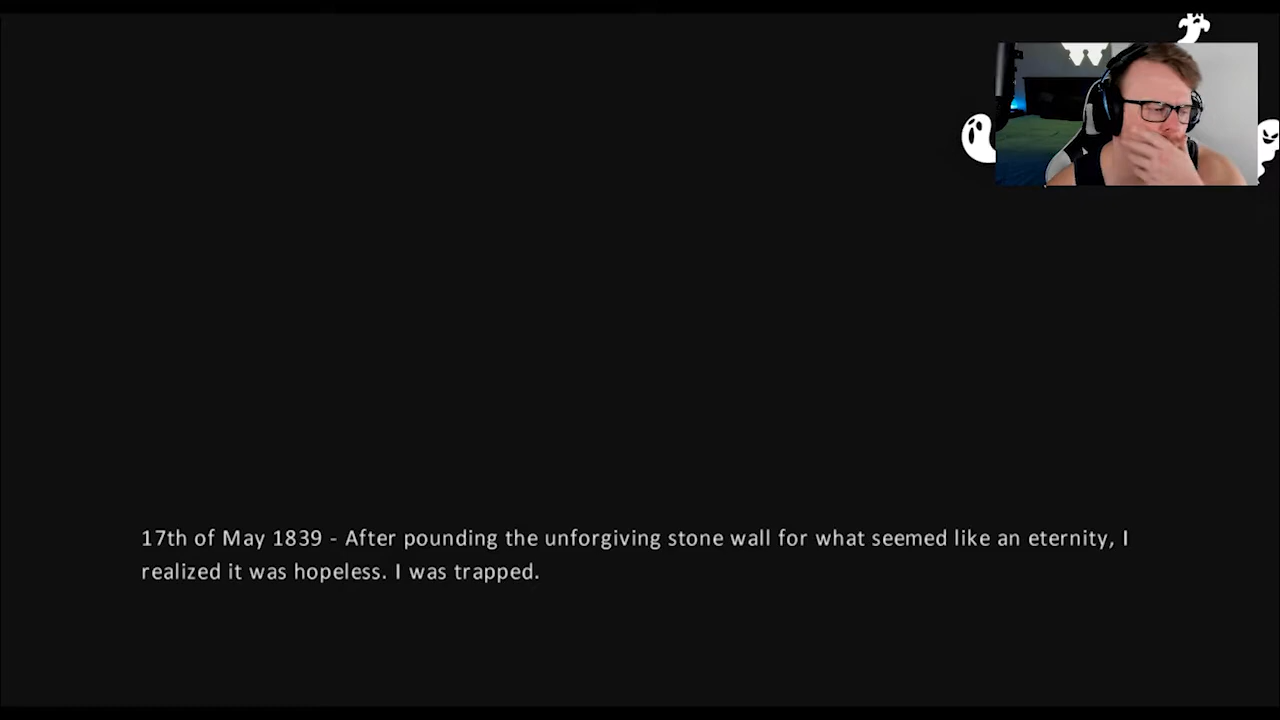 17th of May 1839 - After pounding the unforgiving stone wall for what seemed like an eternity, I
realized it was hopeless. I was trapped.